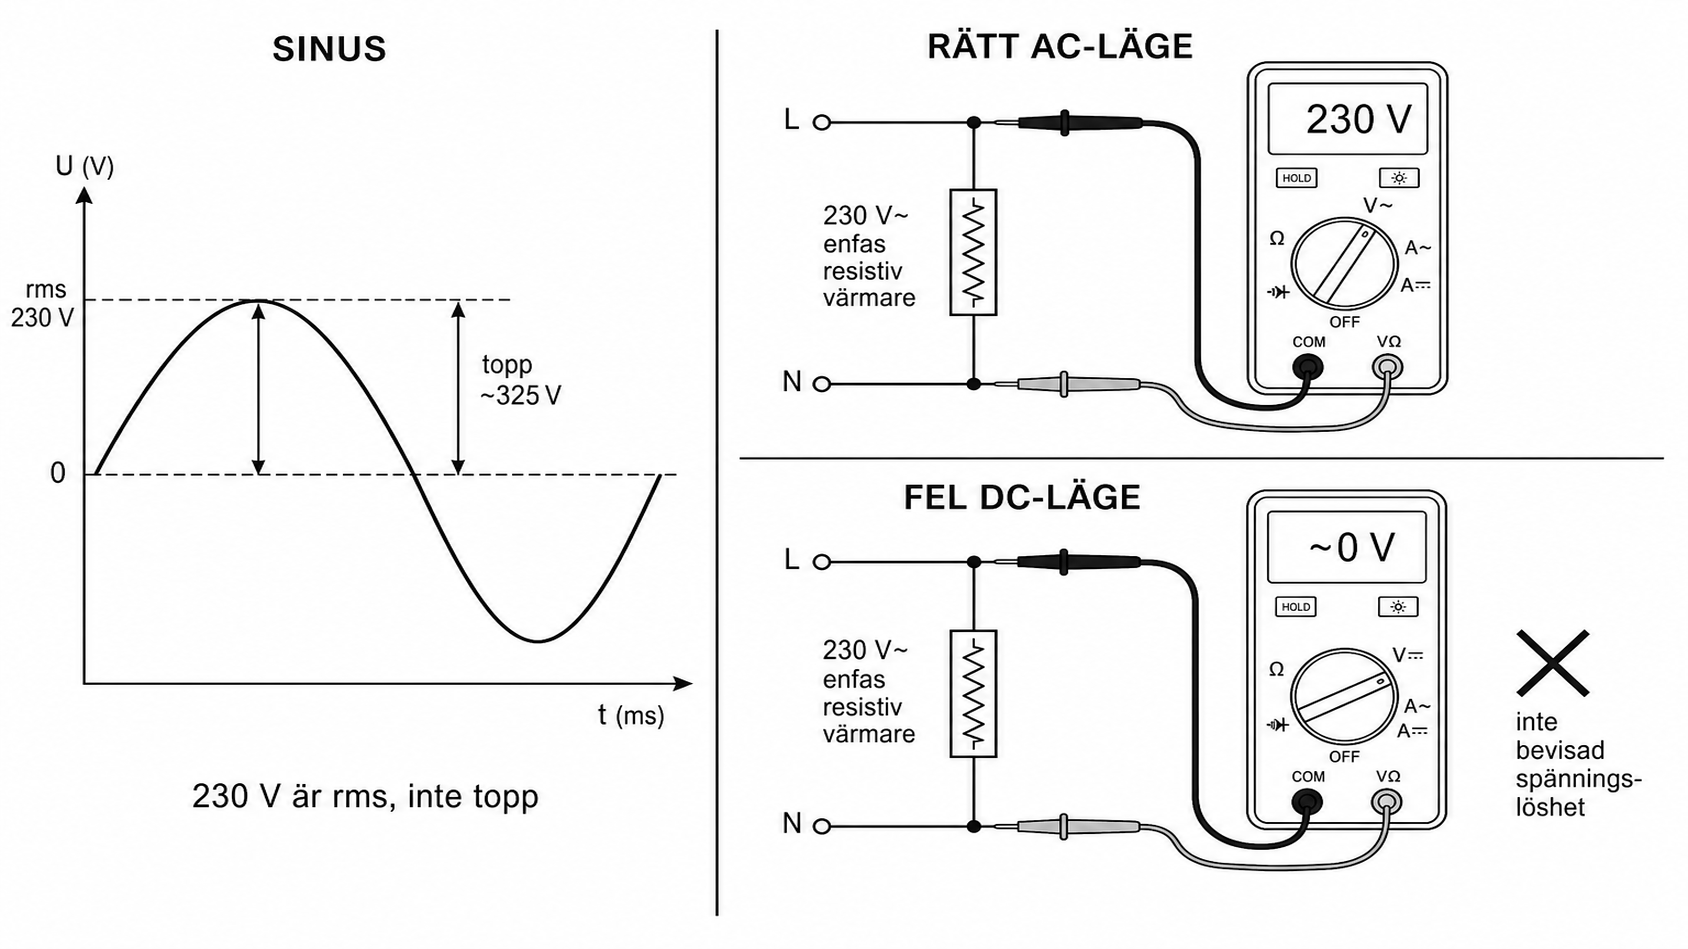 SINUS
U (V)
rms
230 V
topp
~325 V
0
t (ms)
230 V är rms, inte topp
RÄTT AC-LÄGE
L
230 V~
enfas
resistiv
värmare
N
230 V
HOLD
V~
Ω
A~
A⎓
OFF
COM
VΩ
FEL DC-LÄGE
L
230 V~
enfas
resistiv
värmare
N
~0 V
HOLD
V⎓
Ω
A~
A⎓
OFF
COM
VΩ
inte
bevisad
spännings-
löshet